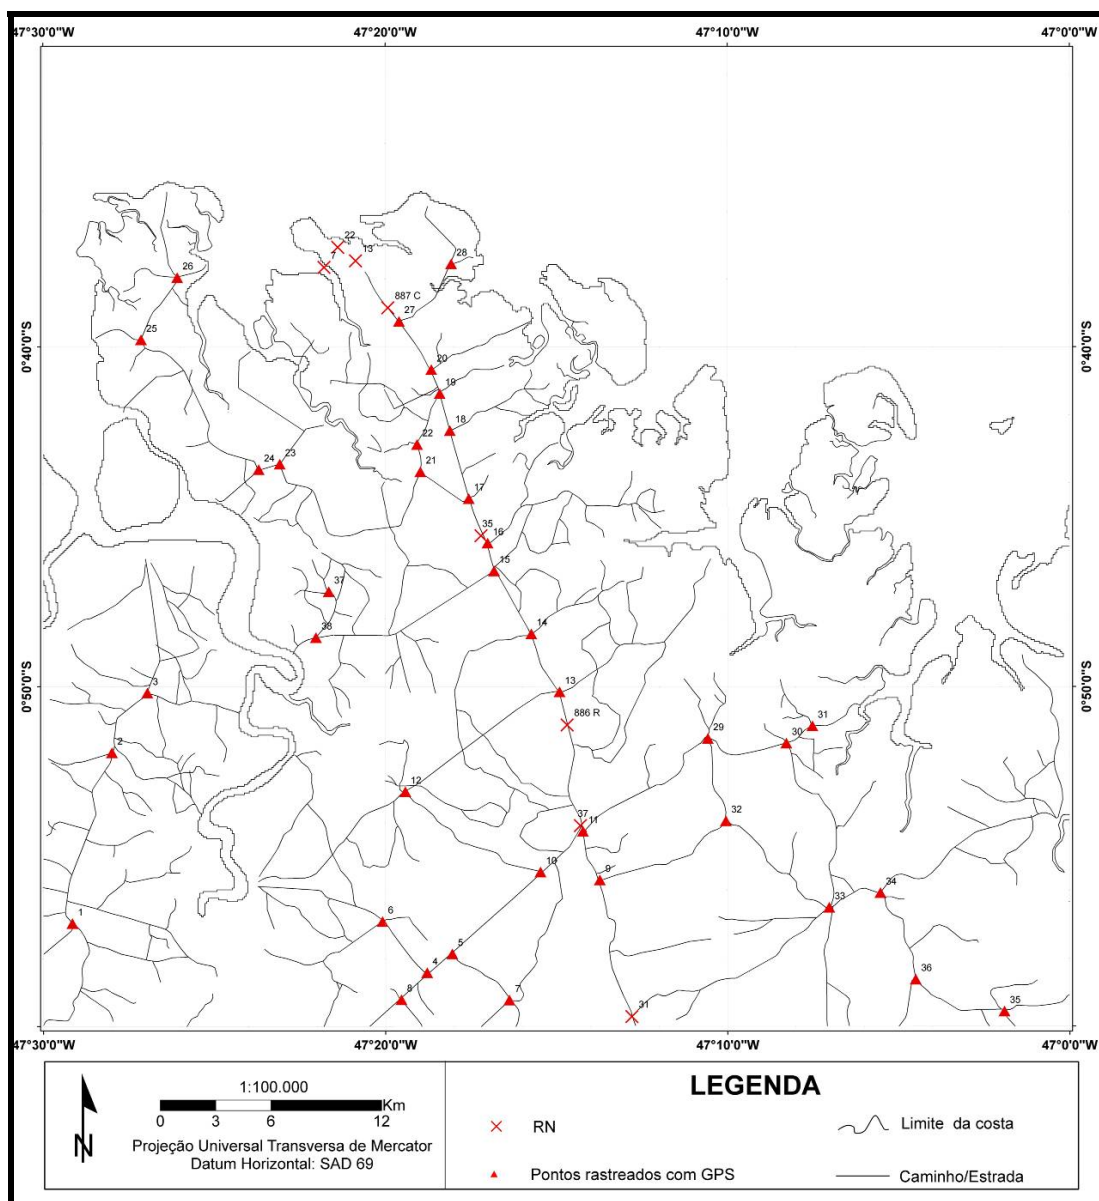 47°30'0"W 47°20'0"W 47°10'0"W 47°0'0"W
22
13
7
28
26
887 C
27
25
0°40'0"S 0°40'0"S
20
19
18
22
21
24 23
17
35
16
15
37
14
38
3
13
886 R
31
29
30
2
12
32
37
11
10
9
34
33
6
1
5
4
36
8
7
31
35
0°50'0"S 0°50'0"S
47°30'0"W 47°20'0"W 47°10'0"W 47°0'0"W
N
1:100.000
Km
0 3 6 12
Projeção Universal Transversa de Mercator
Datum Horizontal: SAD 69
LEGENDA
RN
Limite da costa
Pontos rastreados com GPS
Caminho/Estrada